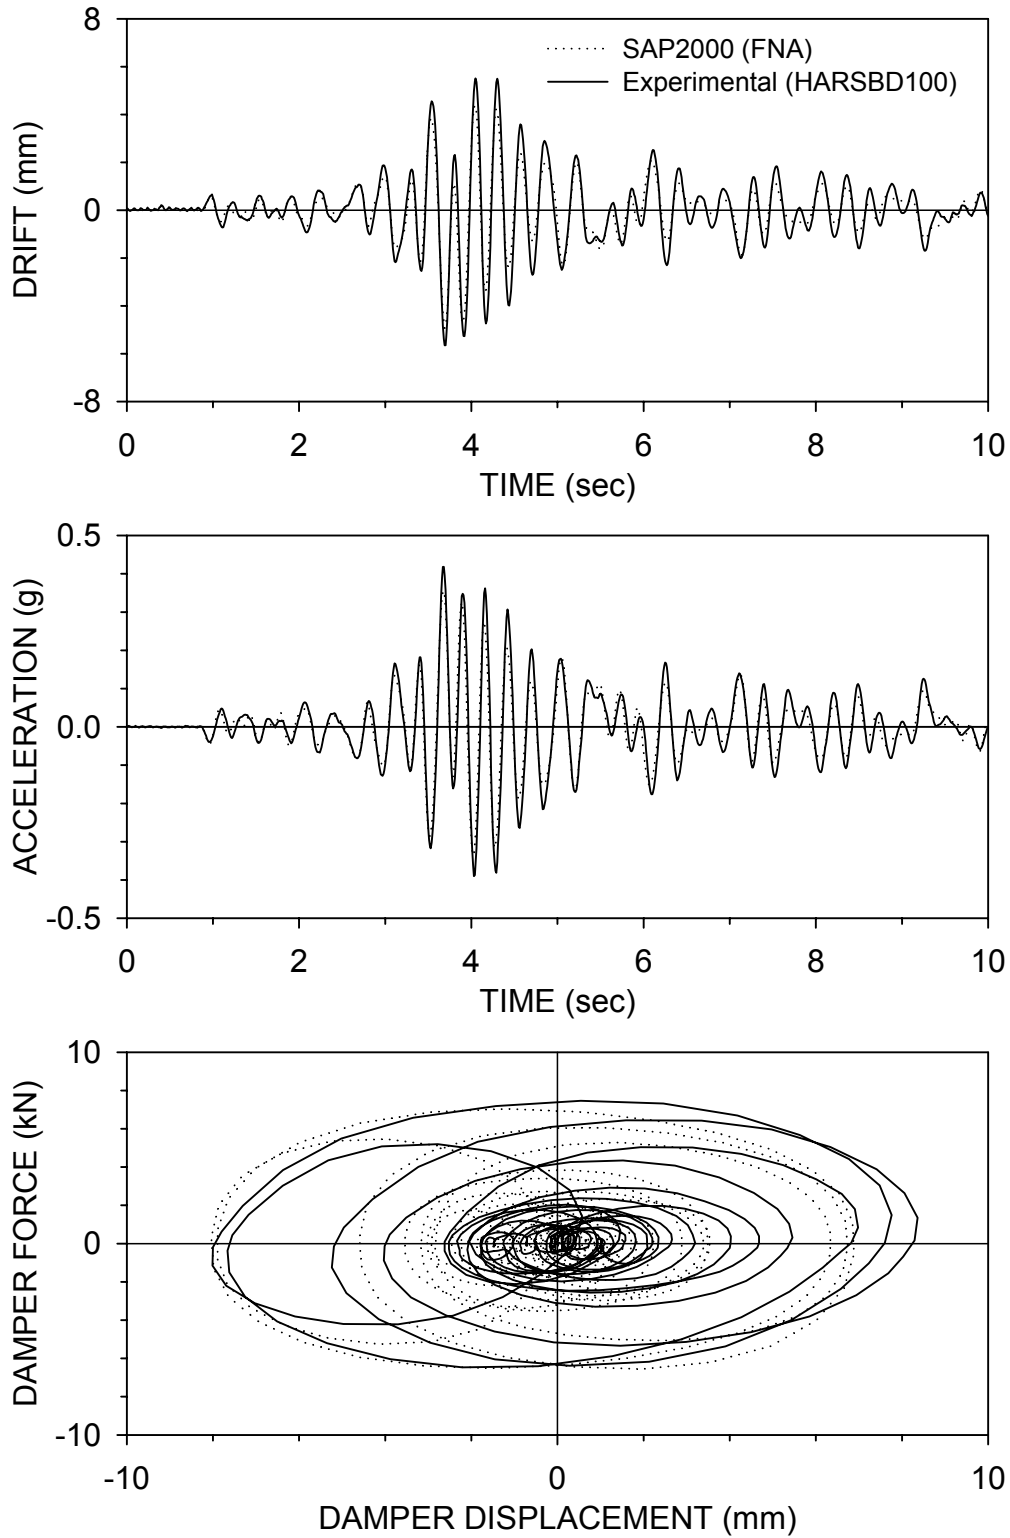 8
SAP2000 (FNA)
Experimental (HARSBD100)
DRIFT (mm)
0
-8
0 2 4 6 8 10
TIME (sec)
0.5
ACCELERATION (g)
0.0
-0.5
0 2 4 6 8 10
TIME (sec)
10
DAMPER FORCE (kN)
0
-10
-10 0 10
DAMPER DISPLACEMENT (mm)